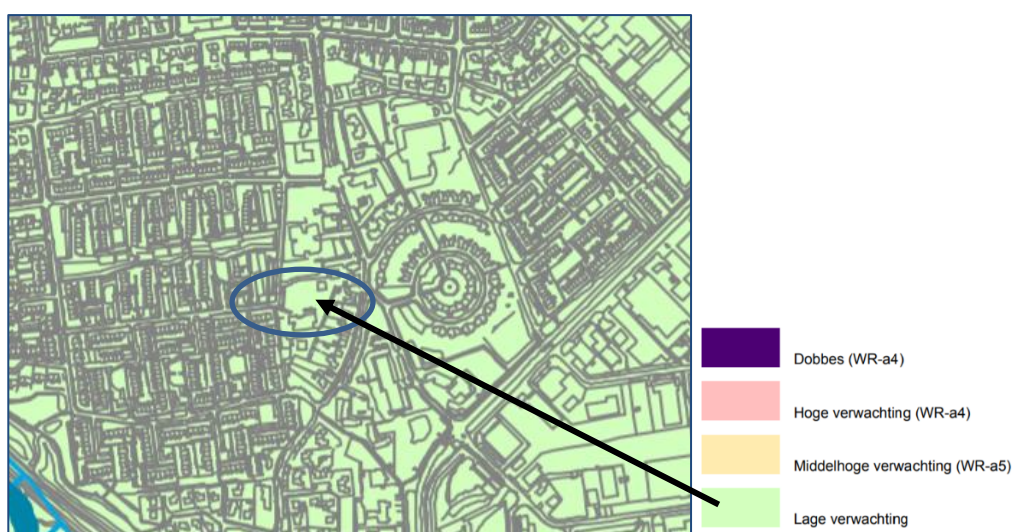 Dobbes (WR-a4)
Hoge verwachting (WR-a4)
Middelhoge verwachting (WR-a5)
Lage verwachting